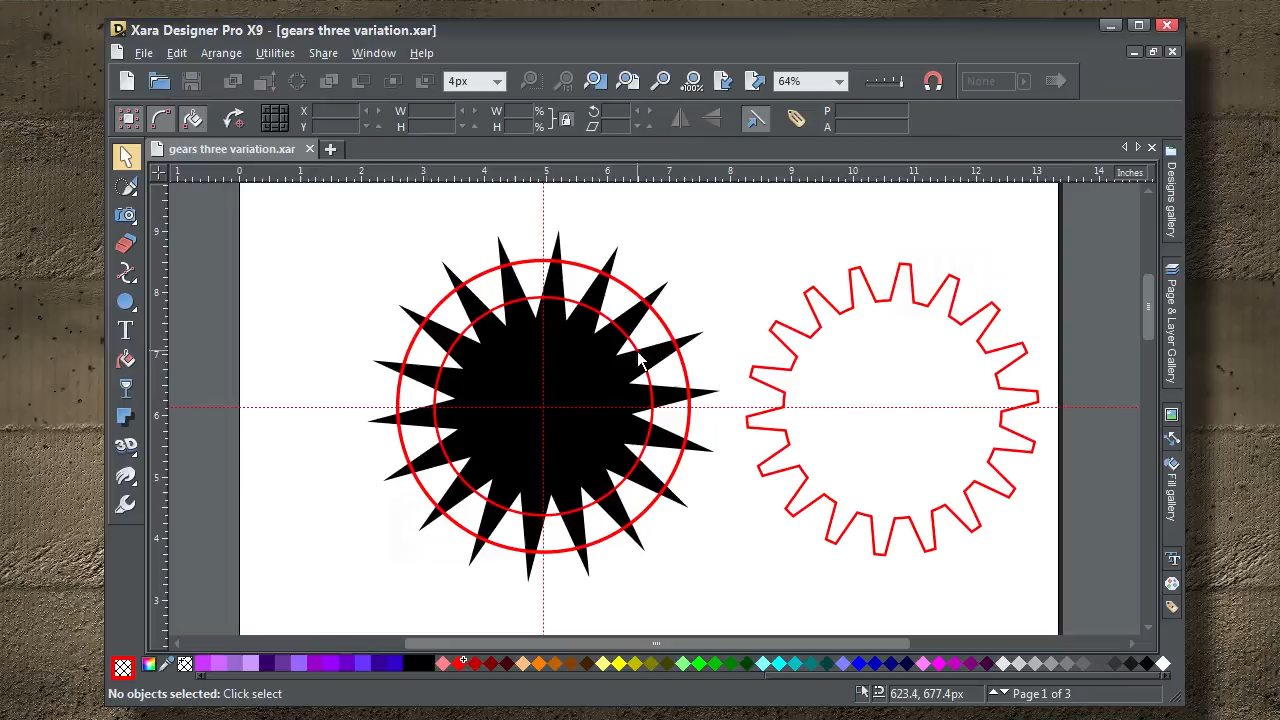 Xara Designer Pro X9 - [gears three variation.xar]
File Edit Arrange Utilities Share Window Help
4px 100% 64% None
X W W % P
Y H H % A
gears three variation.xar
1 0 1 2 3 4 5 6 7 8 9 10 11 12 13 14 Inches
9
8
7
6
5
4
3
T
3D
Designs gallery
Page & Layer Gallery
Fill gallery
No objects selected: Click select
623.4, 677.4px
Page 1 of 3